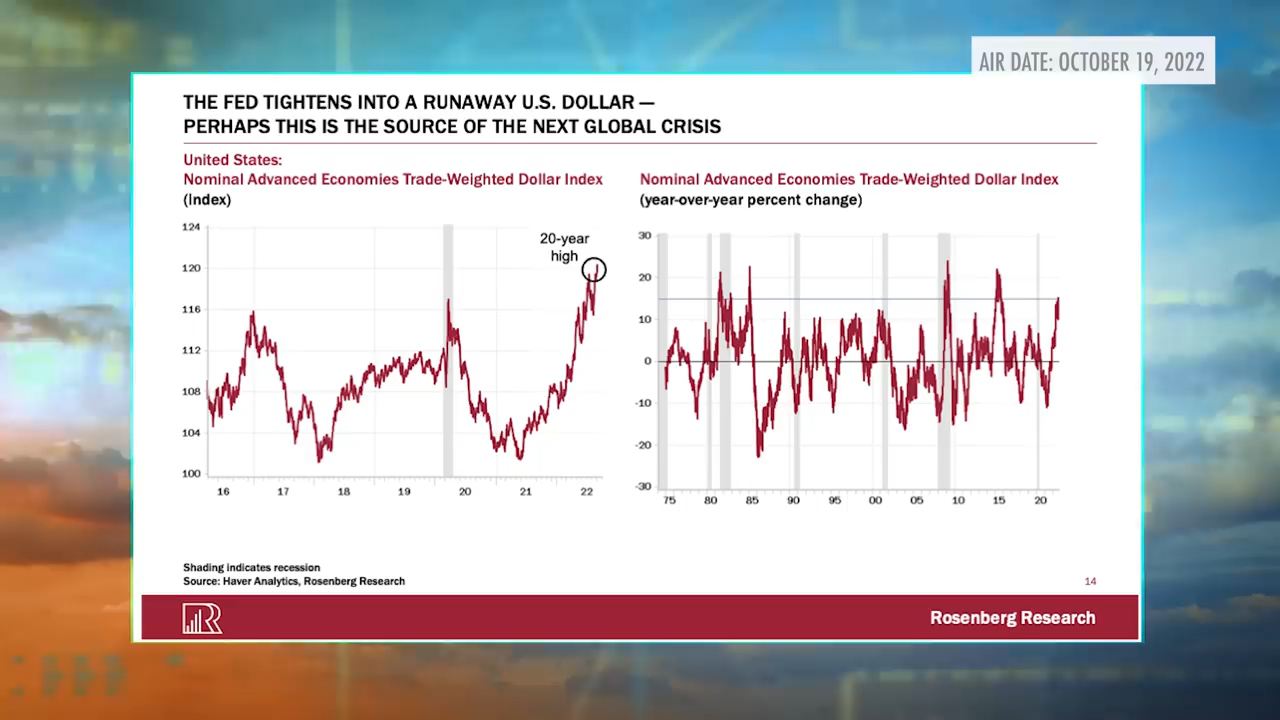 AIR DATE: OCTOBER 19, 2022
THE FED TIGHTENS INTO A RUNAWAY U.S. DOLLAR —
PERHAPS THIS IS THE SOURCE OF THE NEXT GLOBAL CRISIS
United States:
Nominal Advanced Economies Trade-Weighted Dollar Index
(Index)
124
120
116
112
108
104
100
20-year
high
16 17 18 19 20 21 22
Nominal Advanced Economies Trade-Weighted Dollar Index
(year-over-year percent change)
30
20
10
0
-10
-20
-30
75 80 85 90 95 00 05 10 15 20
Shading indicates recession
Source: Haver Analytics, Rosenberg Research
14
R
Rosenberg Research